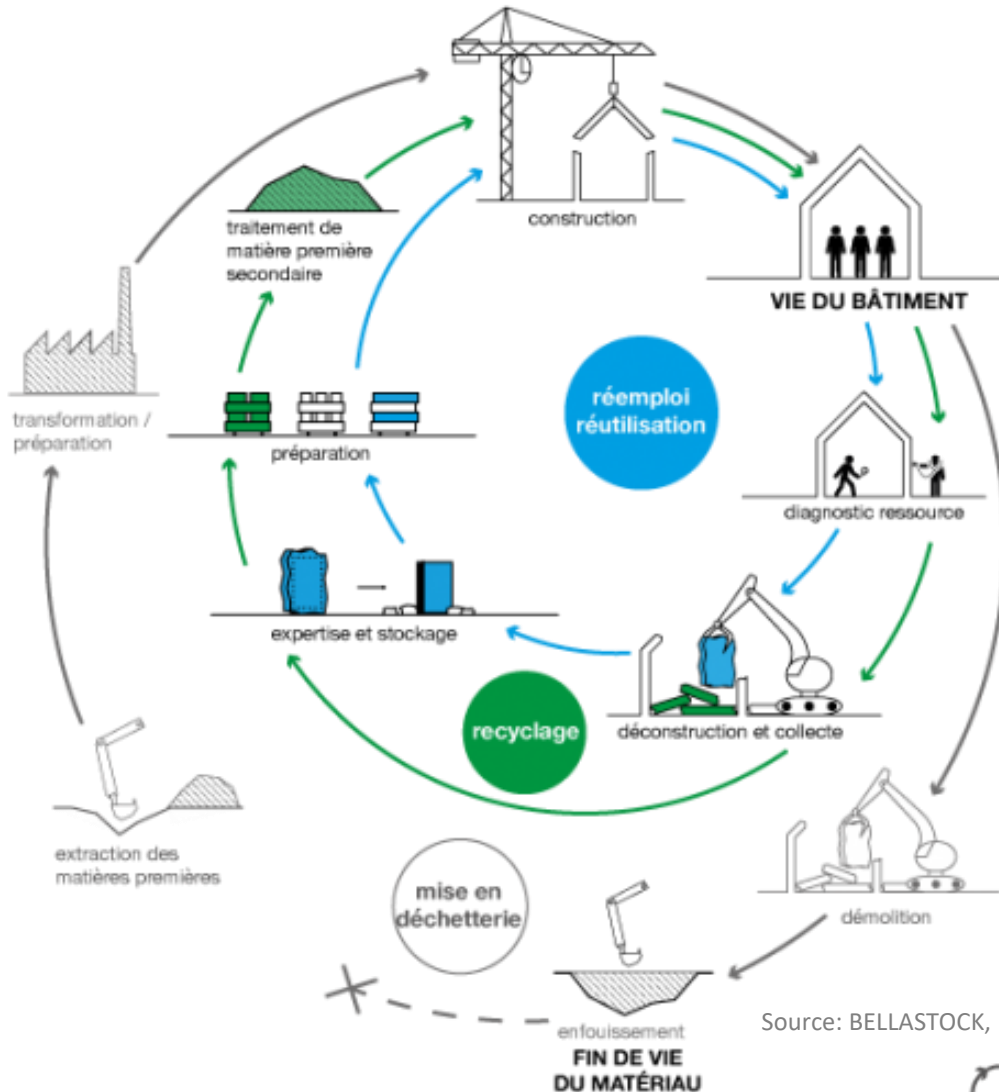 construction
traitement de
matière première
secondaire
VIE DU BÂTIMENT
réemploi
réutilisation
transformation /
préparation
préparation
diagnostic ressource
expertise et stockage
recyclage
déconstruction et collecte
extraction des
matières premières
mise en
déchetterie
démolition
enfouissement
FIN DE VIE
DU MATÉRIAU
Source: BELLASTOCK,